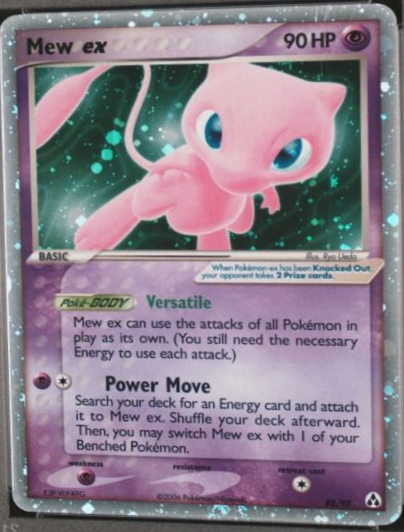 Mew ex 90 HP
BASIC
Illus. Ryo Ueda
When Pokémon-ex has been Knocked Out,
your opponent takes 2 Prize cards.
Poké-BODY Versatile
Mew ex can use the attacks of all Pokémon in
play as its own. (You still need the necessary
Energy to use each attack.)
Power Move
Search your deck for an Energy card and attach
it to Mew ex. Shuffle your deck afterward.
Then, you may switch Mew ex with 1 of your
Benched Pokémon.
weakness resistance retreat cost
©2006 Pokémon/Nintendo
88/92